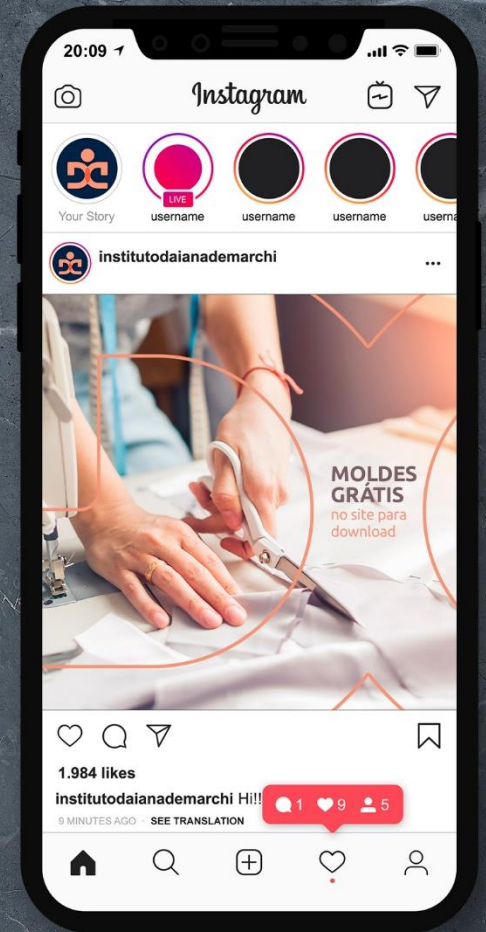 20:09
Instagram
LIVE
Your Story
username
username
username
userna
institutodaianademarchi
MOLDES
GRÁTIS
no site para
download
1.984 likes
institutodaianademarchi Hi!!
1 9 5
9 MINUTES AGO · SEE TRANSLATION